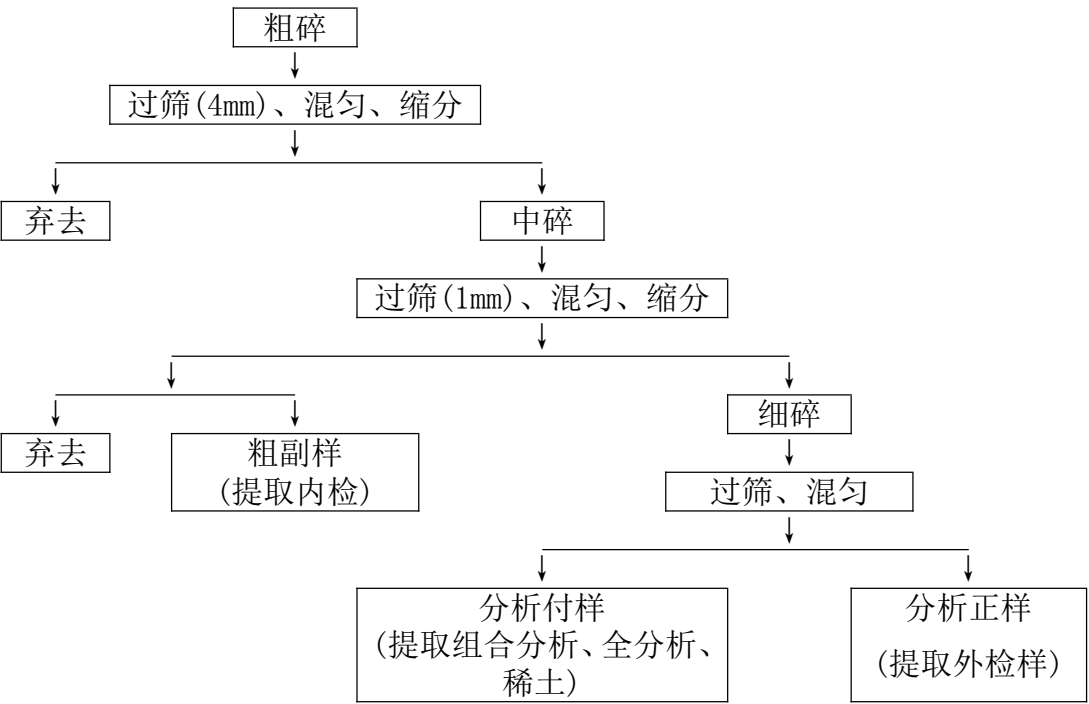 粗碎
过筛(4mm)、混匀、缩分
弃去
中碎
过筛(1mm)、混匀、缩分
细碎
弃去
粗副样
(提取内检)
过筛、混匀
分析付样
(提取组合分析、全分析、
稀土)
分析正样
(提取外检样)